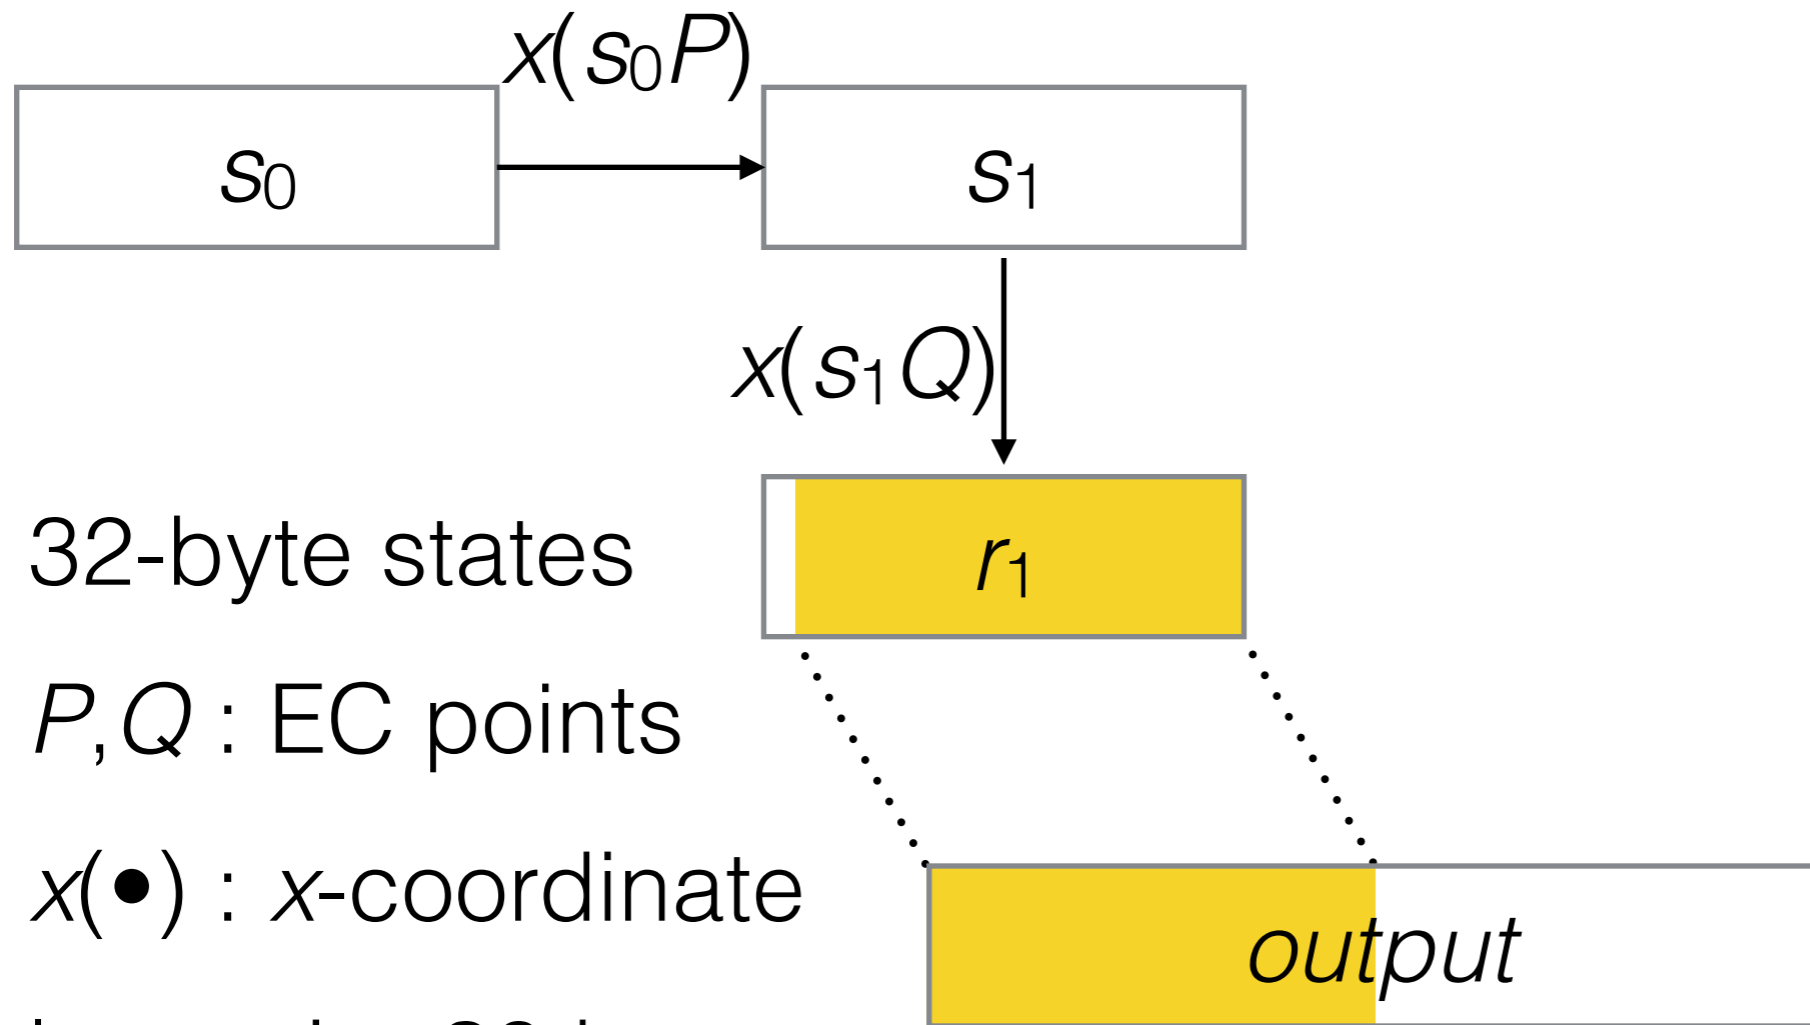 x(s₀P)
s₀
s₁
x(s₁Q)
32-byte states
r₁
P,Q : EC points
x(•) : x-coordinate
output